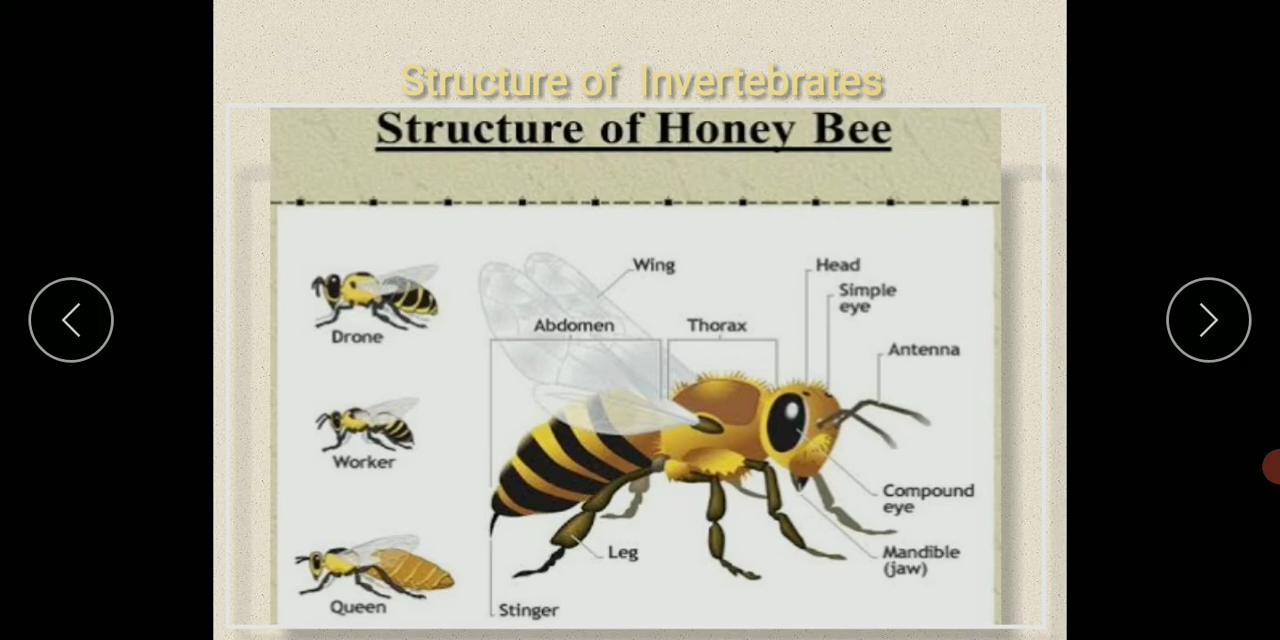 Structure of Invertebrates
Structure of Honey Bee
Drone
Worker
Queen
Wing
Abdomen
Thorax
Head
Simple
eye
Antenna
Compound
eye
Mandible
(jaw)
Leg
Stinger